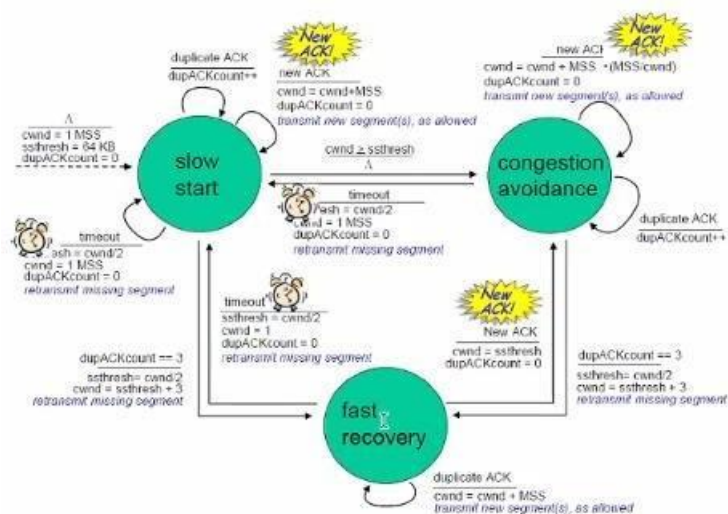 New
ACK!
duplicate ACK
dupACKcount++
new ACK
cwnd = cwnd+MSS
dupACKcount = 0
transmit new segment(s), as allowed
New
ACK!
new ACK
cwnd = cwnd + MSS •(MSS/cwnd)
dupACKcount = 0
transmit new segment(s), as allowed
Λ
cwnd = 1 MSS
ssthresh = 64 KB
dupACKcount = 0
slow
start
cwnd ≥ ssthresh
Λ
congestion
avoidance
timeout
cwnd/2
cwnd = 1 MSS
dupACKcount = 0
retransmit missing segment
timeout
= cwnd/2
cwnd = 1 MSS
dupACKcount = 0
retransmit missing segment
duplicate ACK
dupACKcount++
timeout
ssthresh = cwnd/2
cwnd = 1
dupACKcount = 0
retransmit missing segment
New
ACK!
New ACK
cwnd = ssthresh
dupACKcount = 0
dupACKcount == 3
ssthresh= cwnd/2
cwnd = ssthresh + 3
retransmit missing segment
dupACKcount == 3
ssthresh= cwnd/2
cwnd = ssthresh + 3
retransmit missing segment
fast
recovery
duplicate ACK
cwnd = cwnd + MSS
transmit new segment(s), as allowed